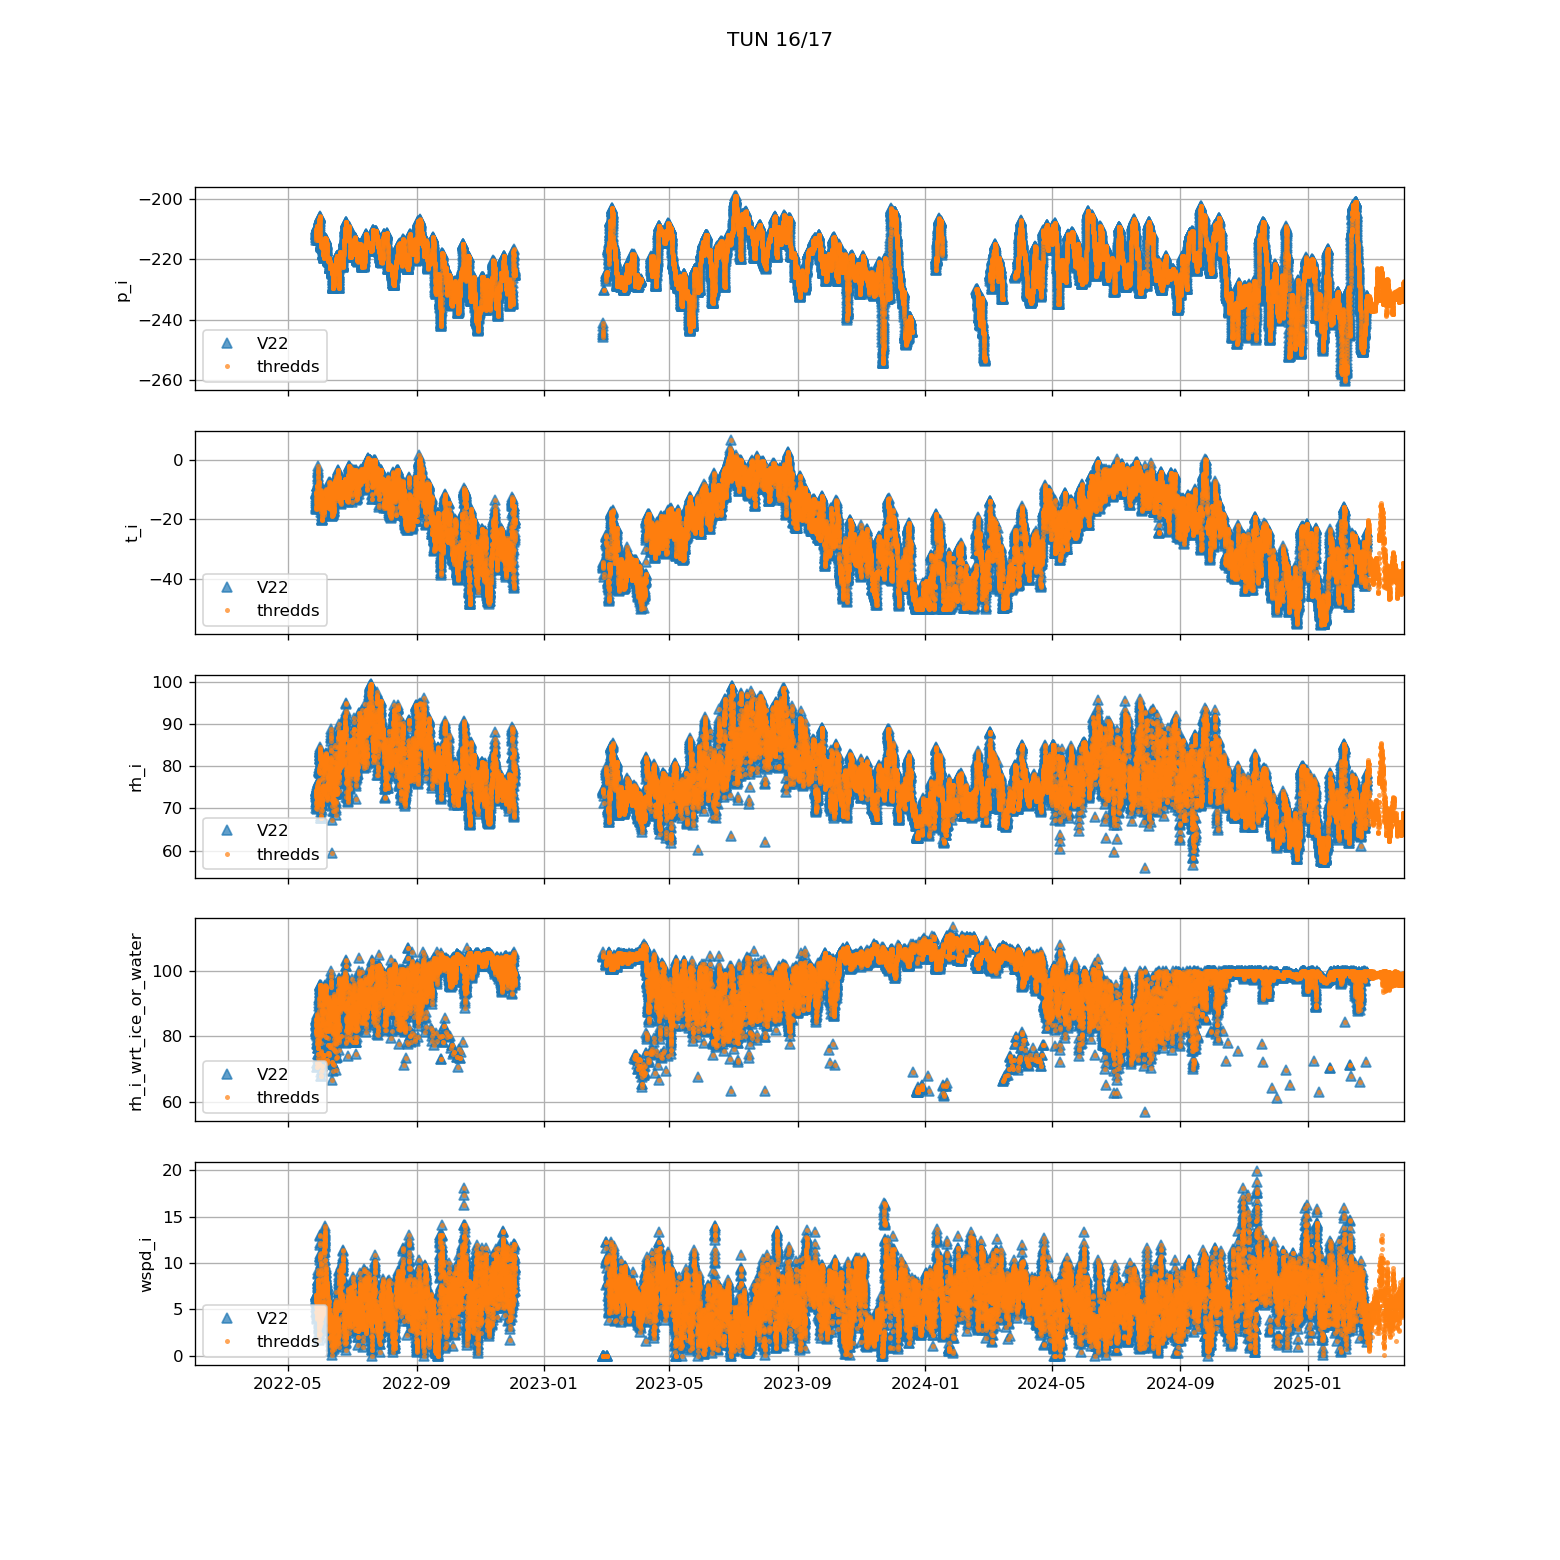 TUN 16/17
−200
−220
−240
−260
p_i
V22
thredds
0
−20
−40
t_i
V22
thredds
100
90
80
70
60
rh_i
V22
thredds
100
80
60
rh_i_wrt_ice_or_water
V22
thredds
20
15
10
5
0
wspd_i
V22
thredds
2022-05
2022-09
2023-01
2023-05
2023-09
2024-01
2024-05
2024-09
2025-01